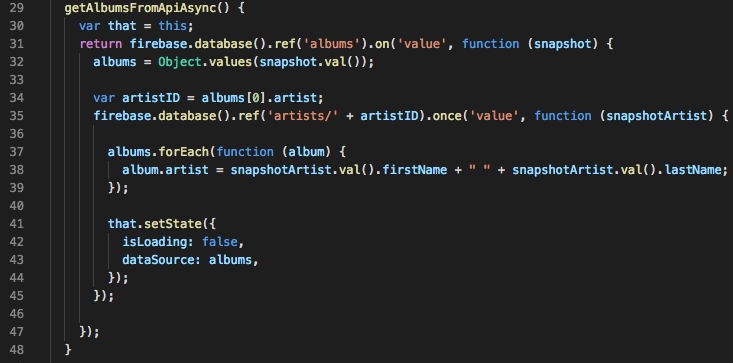 29 getAlbumsFromApiAsync() {
30 var that = this;
31 return firebase.database().ref('albums').on('value', function (snapshot) {
32 albums = Object.values(snapshot.val());
33
34 var artistID = albums[0].artist;
35 firebase.database().ref('artists/' + artistID).once('value', function (snapshotArtist) {
36
37 albums.forEach(function (album) {
38 album.artist = snapshotArtist.val().firstName + " " + snapshotArtist.val().lastName;
39 });
40
41 that.setState({
42 isLoading: false,
43 dataSource: albums,
44 });
45 });
46
47 });
48 }